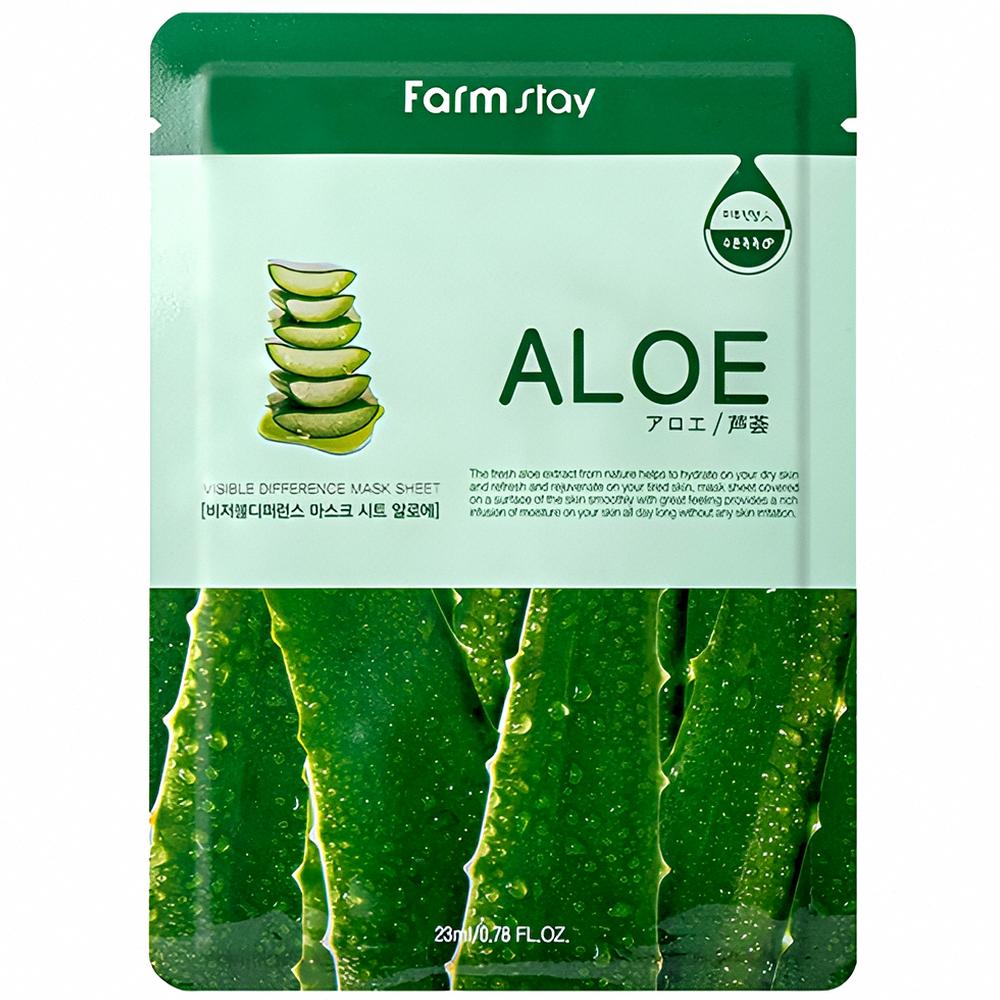 Farmstay
ALOE
アロエ/芦荟
VISIBLE DIFFERENCE MASK SHEET
[비저블디퍼런스 마스크 시트 알로에]
The fresh aloe extract from nature helps to hydrate on your dry skin
and refresh and rejuvenate on your tired skin, mask sheet covered
on a surface of the skin smoothly with great feeling provides a rich
infusion of moisture on your skin all day long without any skin irritation.
23ml/0.78 FL.OZ.